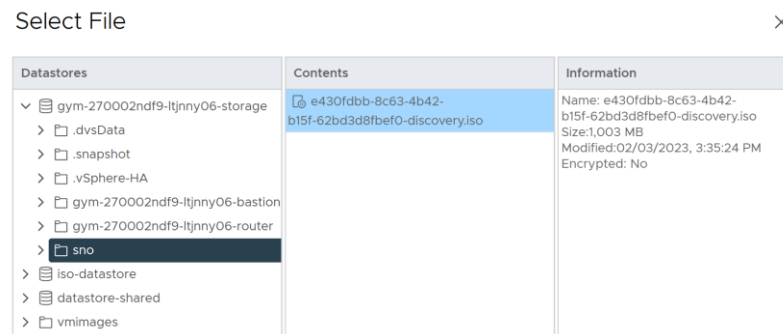 Select File
Datastores
gym-270002ndf9-ltjnny06-storage
.dvsData
.snapshot
.vSphere-HA
gym-270002ndf9-ltjnny06-bastion
gym-270002ndf9-ltjnny06-router
sno
iso-datastore
datastore-shared
vmimages
Contents
e430fdbb-8c63-4b42-
b15f-62bd3d8fbef0-discovery.iso
Information
Name: e430fdbb-8c63-4b42-
b15f-62bd3d8fbef0-discovery.iso
Size:1,003 MB
Modified:02/03/2023, 3:35:24 PM
Encrypted: No